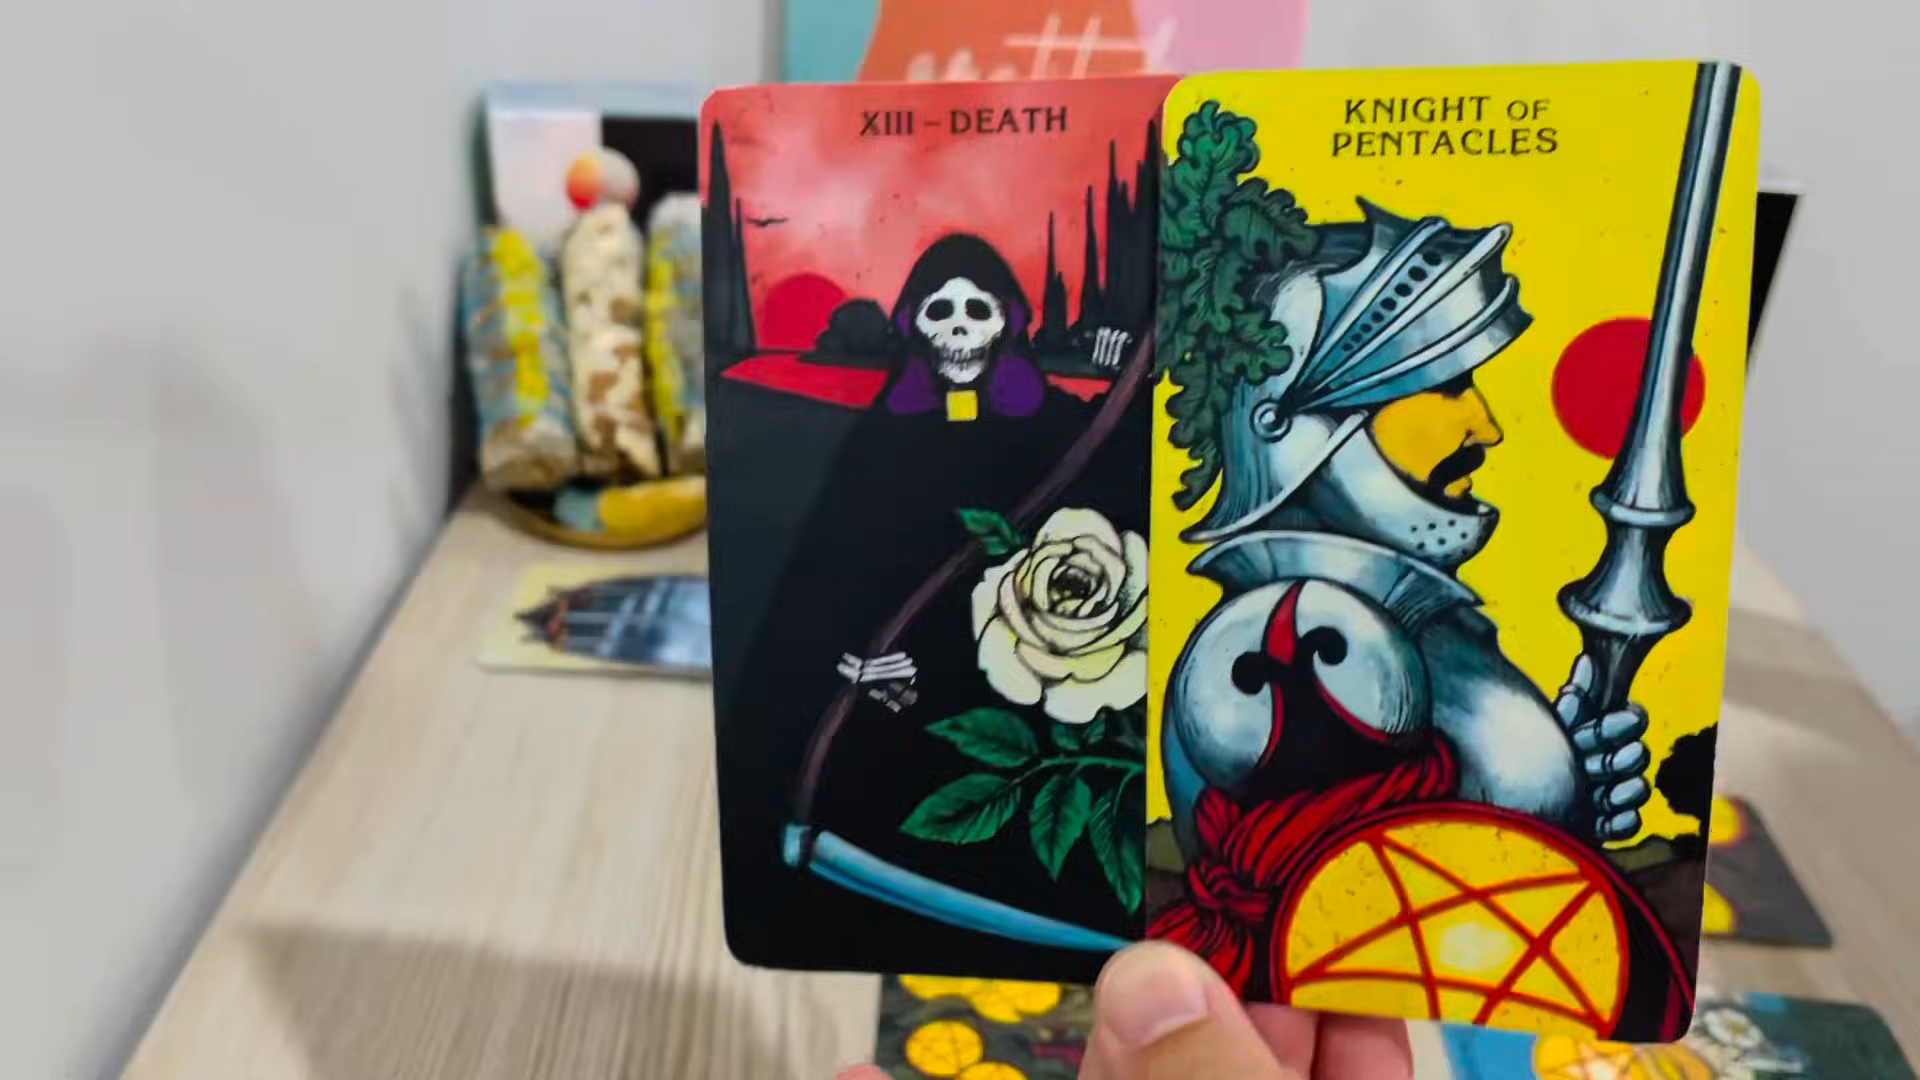 XIII – DEATH
KNIGHT OF
PENTACLES